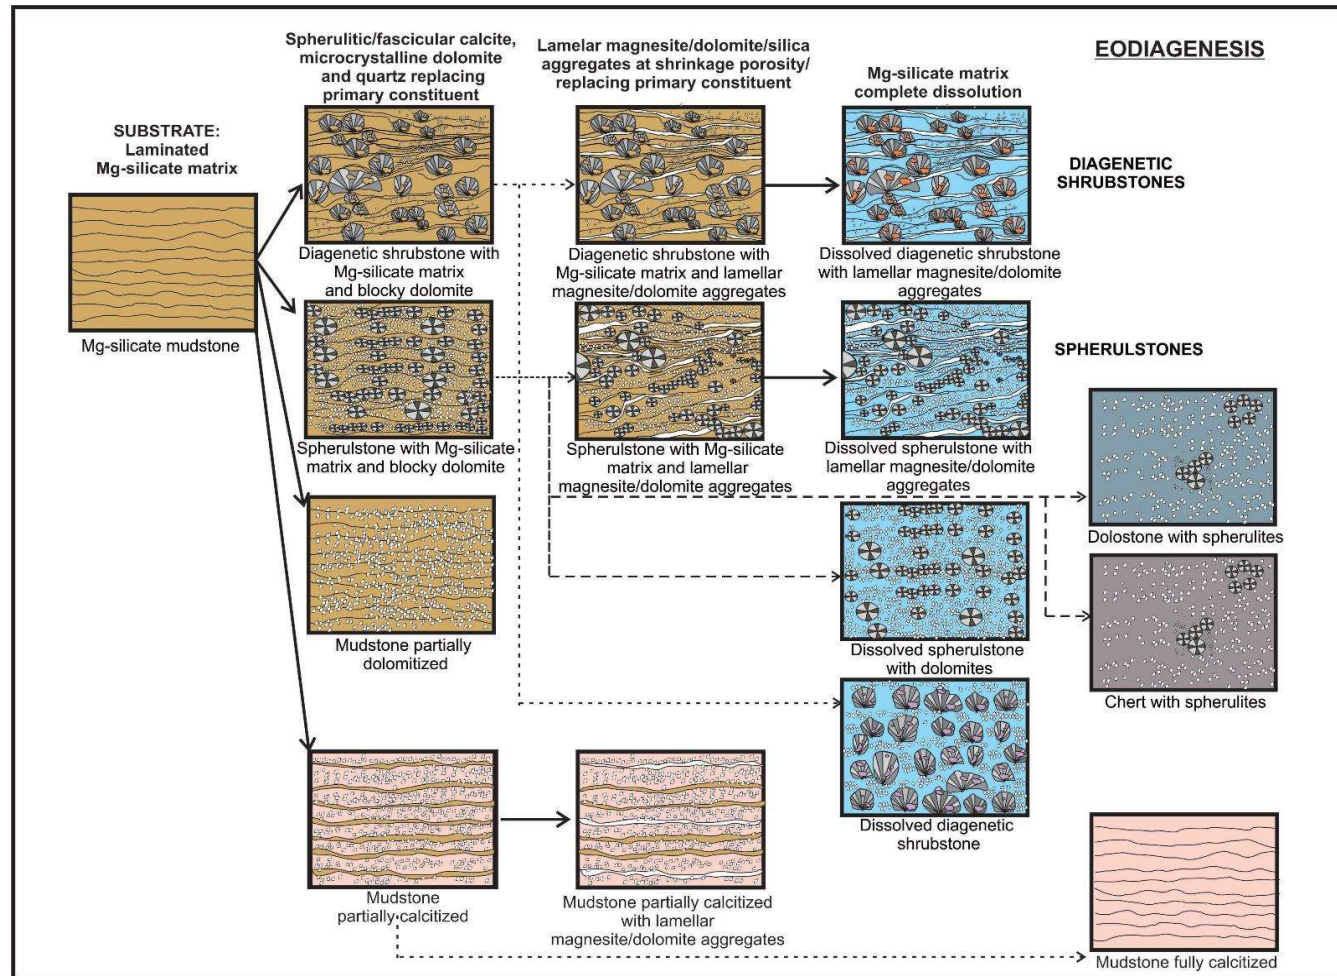 EODIAGENESIS
Spherulitic/fascicular calcite,
microcrystalline dolomite
and quartz replacing
primary constituent
Lamelar magnesite/dolomite/silica
aggregates at shrinkage porosity/
replacing primary constituent
Mg-silicate matrix
complete dissolution
SUBSTRATE:
Laminated
Mg-silicate matrix
DIAGENETIC
SHRUBSTONES
Mg-silicate mudstone
Diagenetic shrubstone with
Mg-silicate matrix
and blocky dolomite
Diagenetic shrubstone with
Mg-silicate matrix and lamellar
magnesite/dolomite aggregates
Dissolved diagenetic shrubstone
with lamellar magnesite/dolomite
aggregates
SPHERULSTONES
Spherulstone with Mg-silicate
matrix and blocky dolomite
Spherulstone with Mg-silicate
matrix and lamellar
magnesite/dolomite aggregates
Dissolved spherulstone with
lamellar magnesite/dolomite
aggregates
Dolostone with spherulites
Mudstone partially
dolomitized
Dissolved spherulstone
with dolomites
Chert with spherulites
Dissolved diagenetic
shrubstone
Mudstone
partially calcitized
Mudstone partially calcitized
with lamellar
magnesite/dolomite aggregates
Mudstone fully calcitized